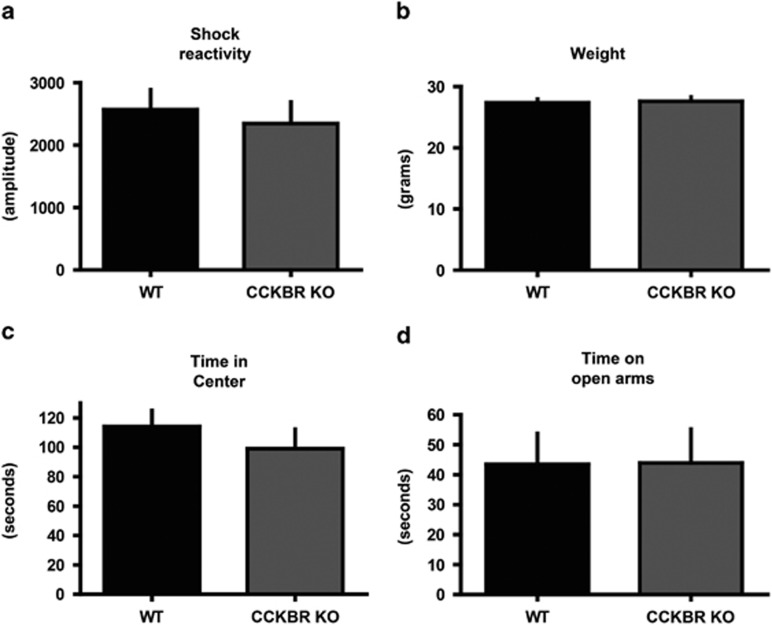 a
Shock
reactivity
(amplitude)
3000
2000
1000
0
WT
CCKBR KO
b
Weight
(grams)
30
20
10
0
WT
CCKBR KO
c
Time in
Center
(seconds)
120
100
80
60
40
20
0
WT
CCKBR KO
d
Time on
open arms
(seconds)
60
50
40
30
20
10
0
WT
CCKBR KO